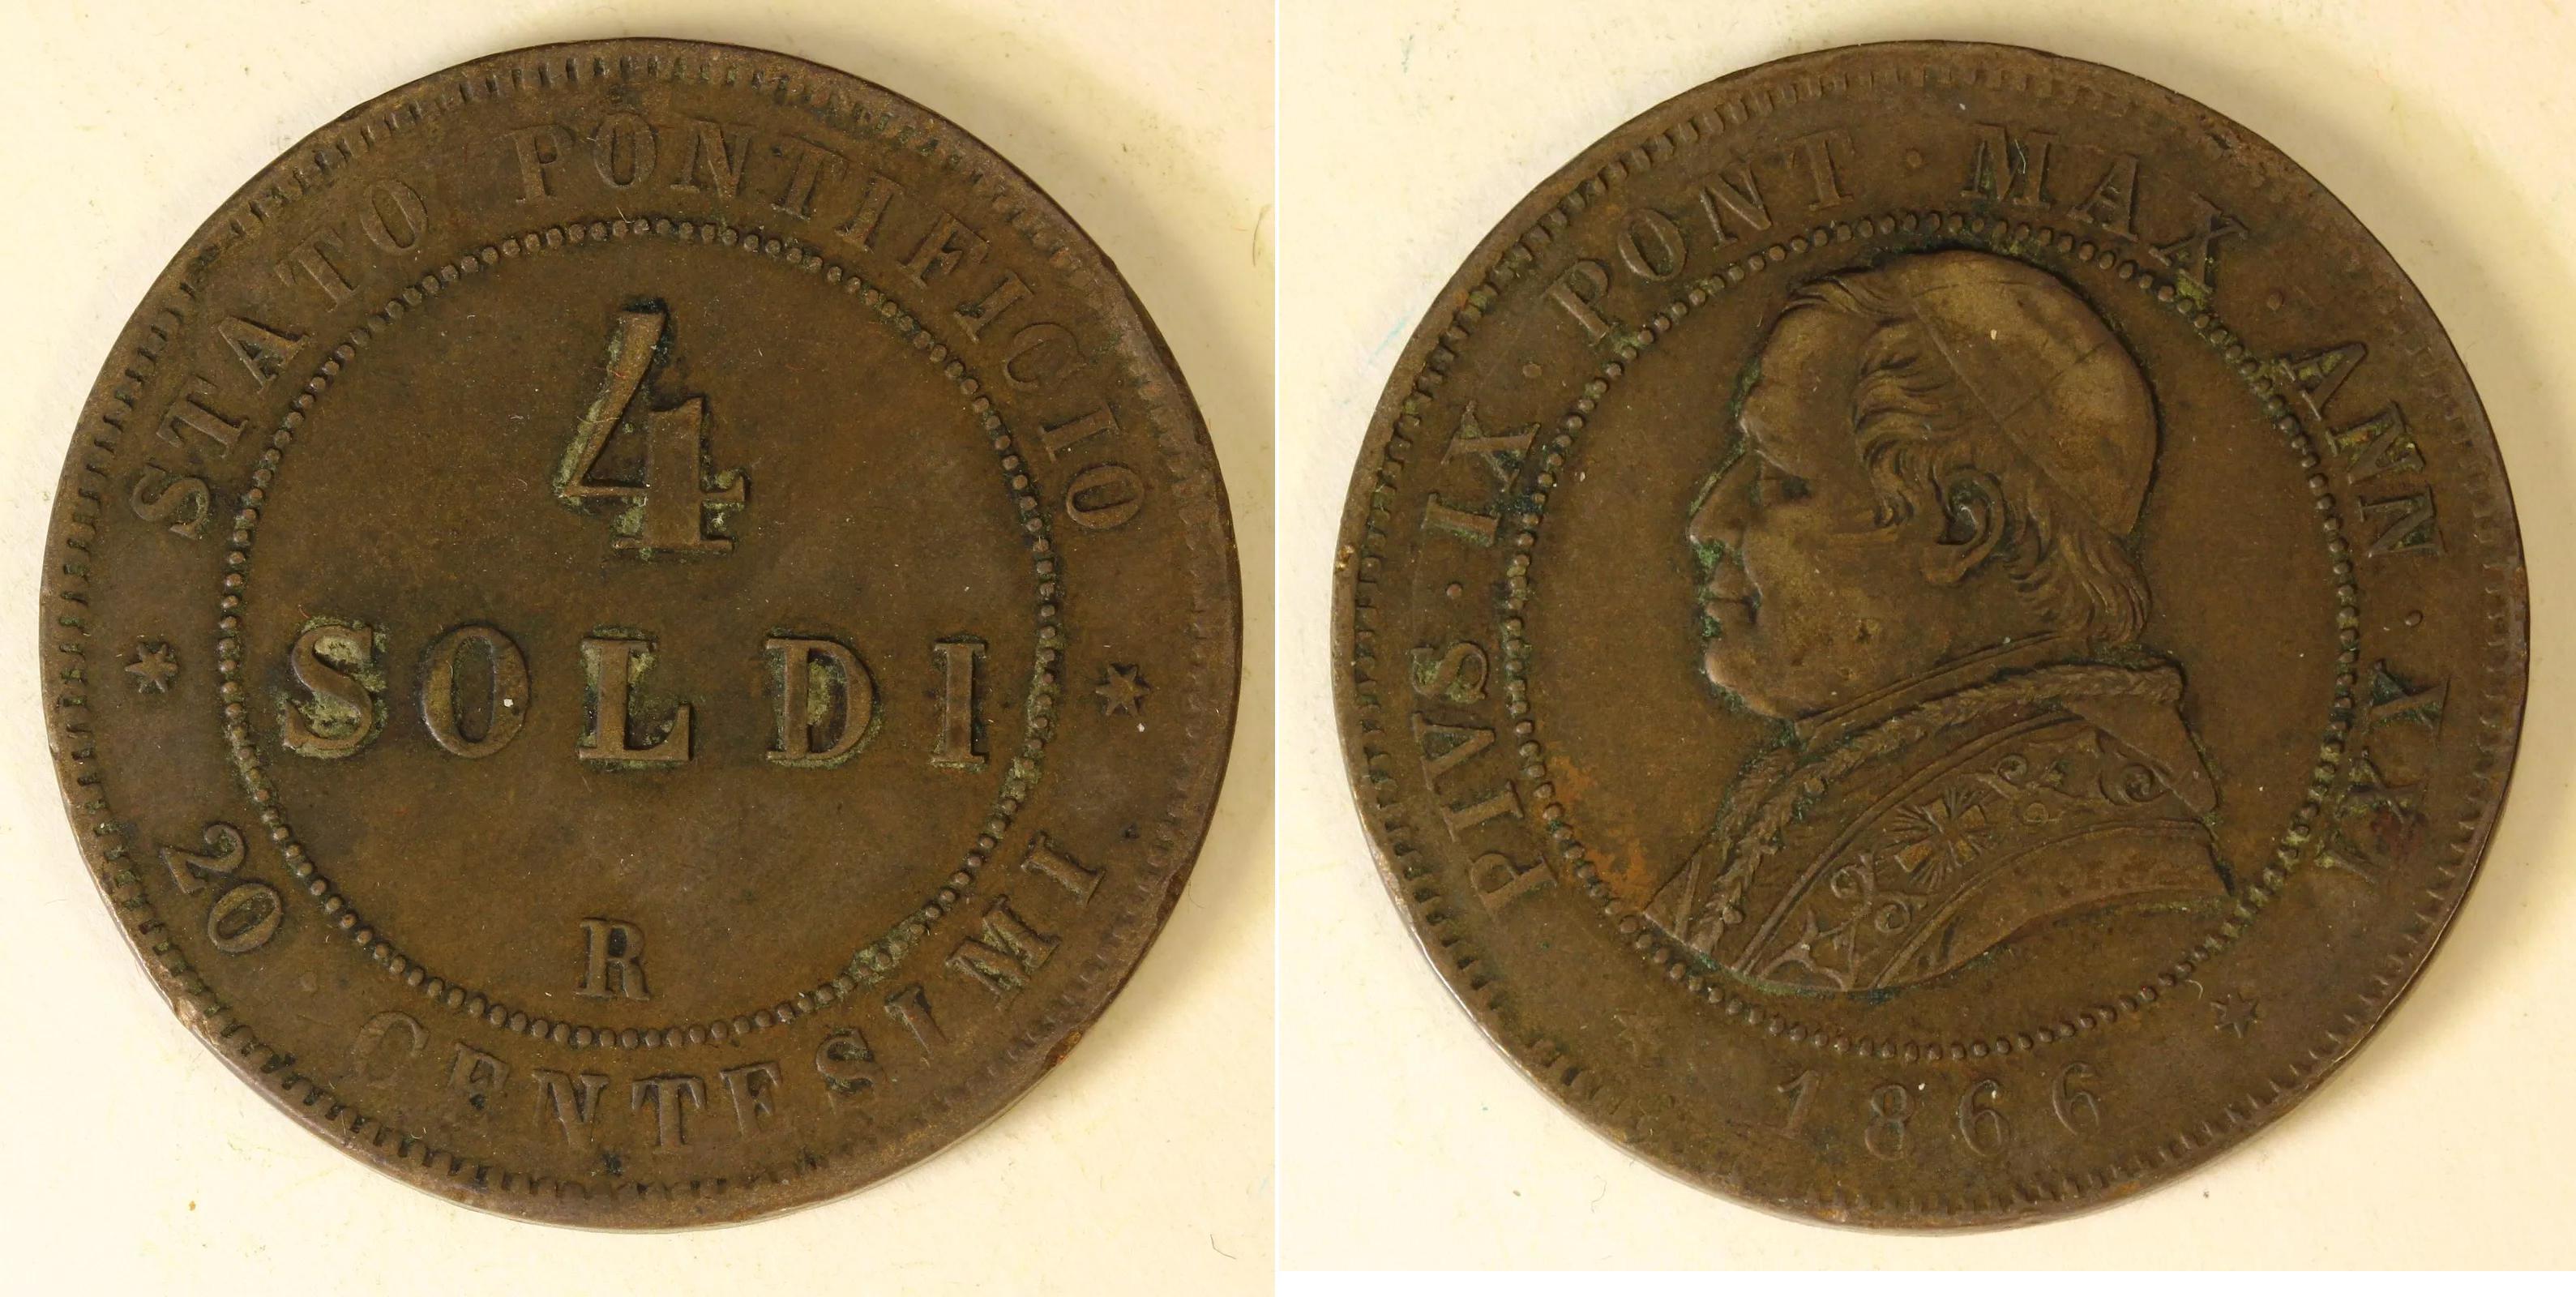 STATO PONTIFICIO
4
SOLDI
R
20 · CENTESIMI
PIVS · IX · PONT · MAX · ANN · XXI
1866